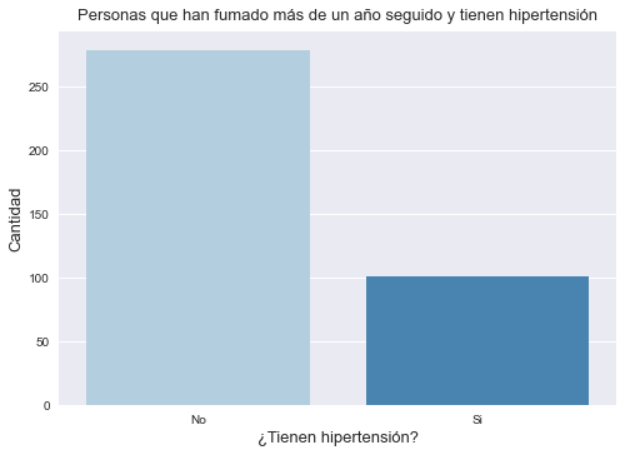 Personas que han fumado más de un año seguido y tienen hipertensión
250
200
150
100
50
0
Cantidad
No
Si
¿Tienen hipertensión?